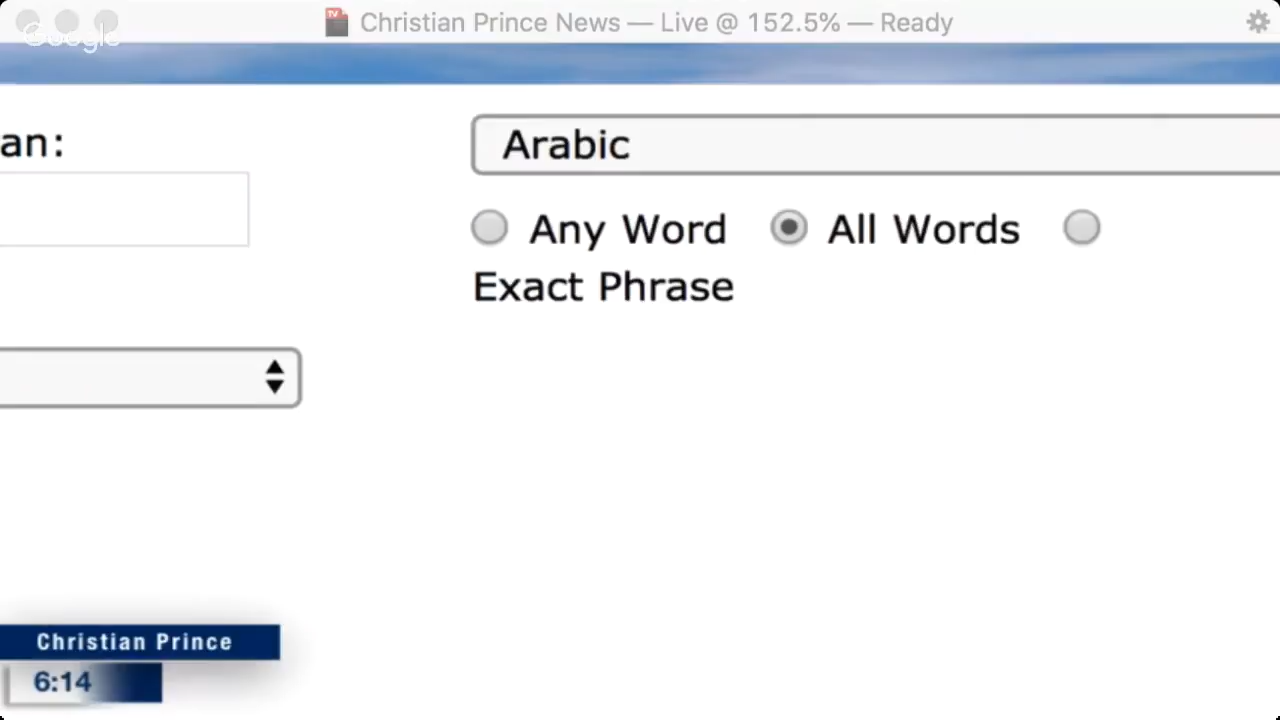 Christian Prince News — Live @ 152.5% — Ready
Google
an:
Arabic
Any Word All Words
Exact Phrase
Christian Prince
6:14